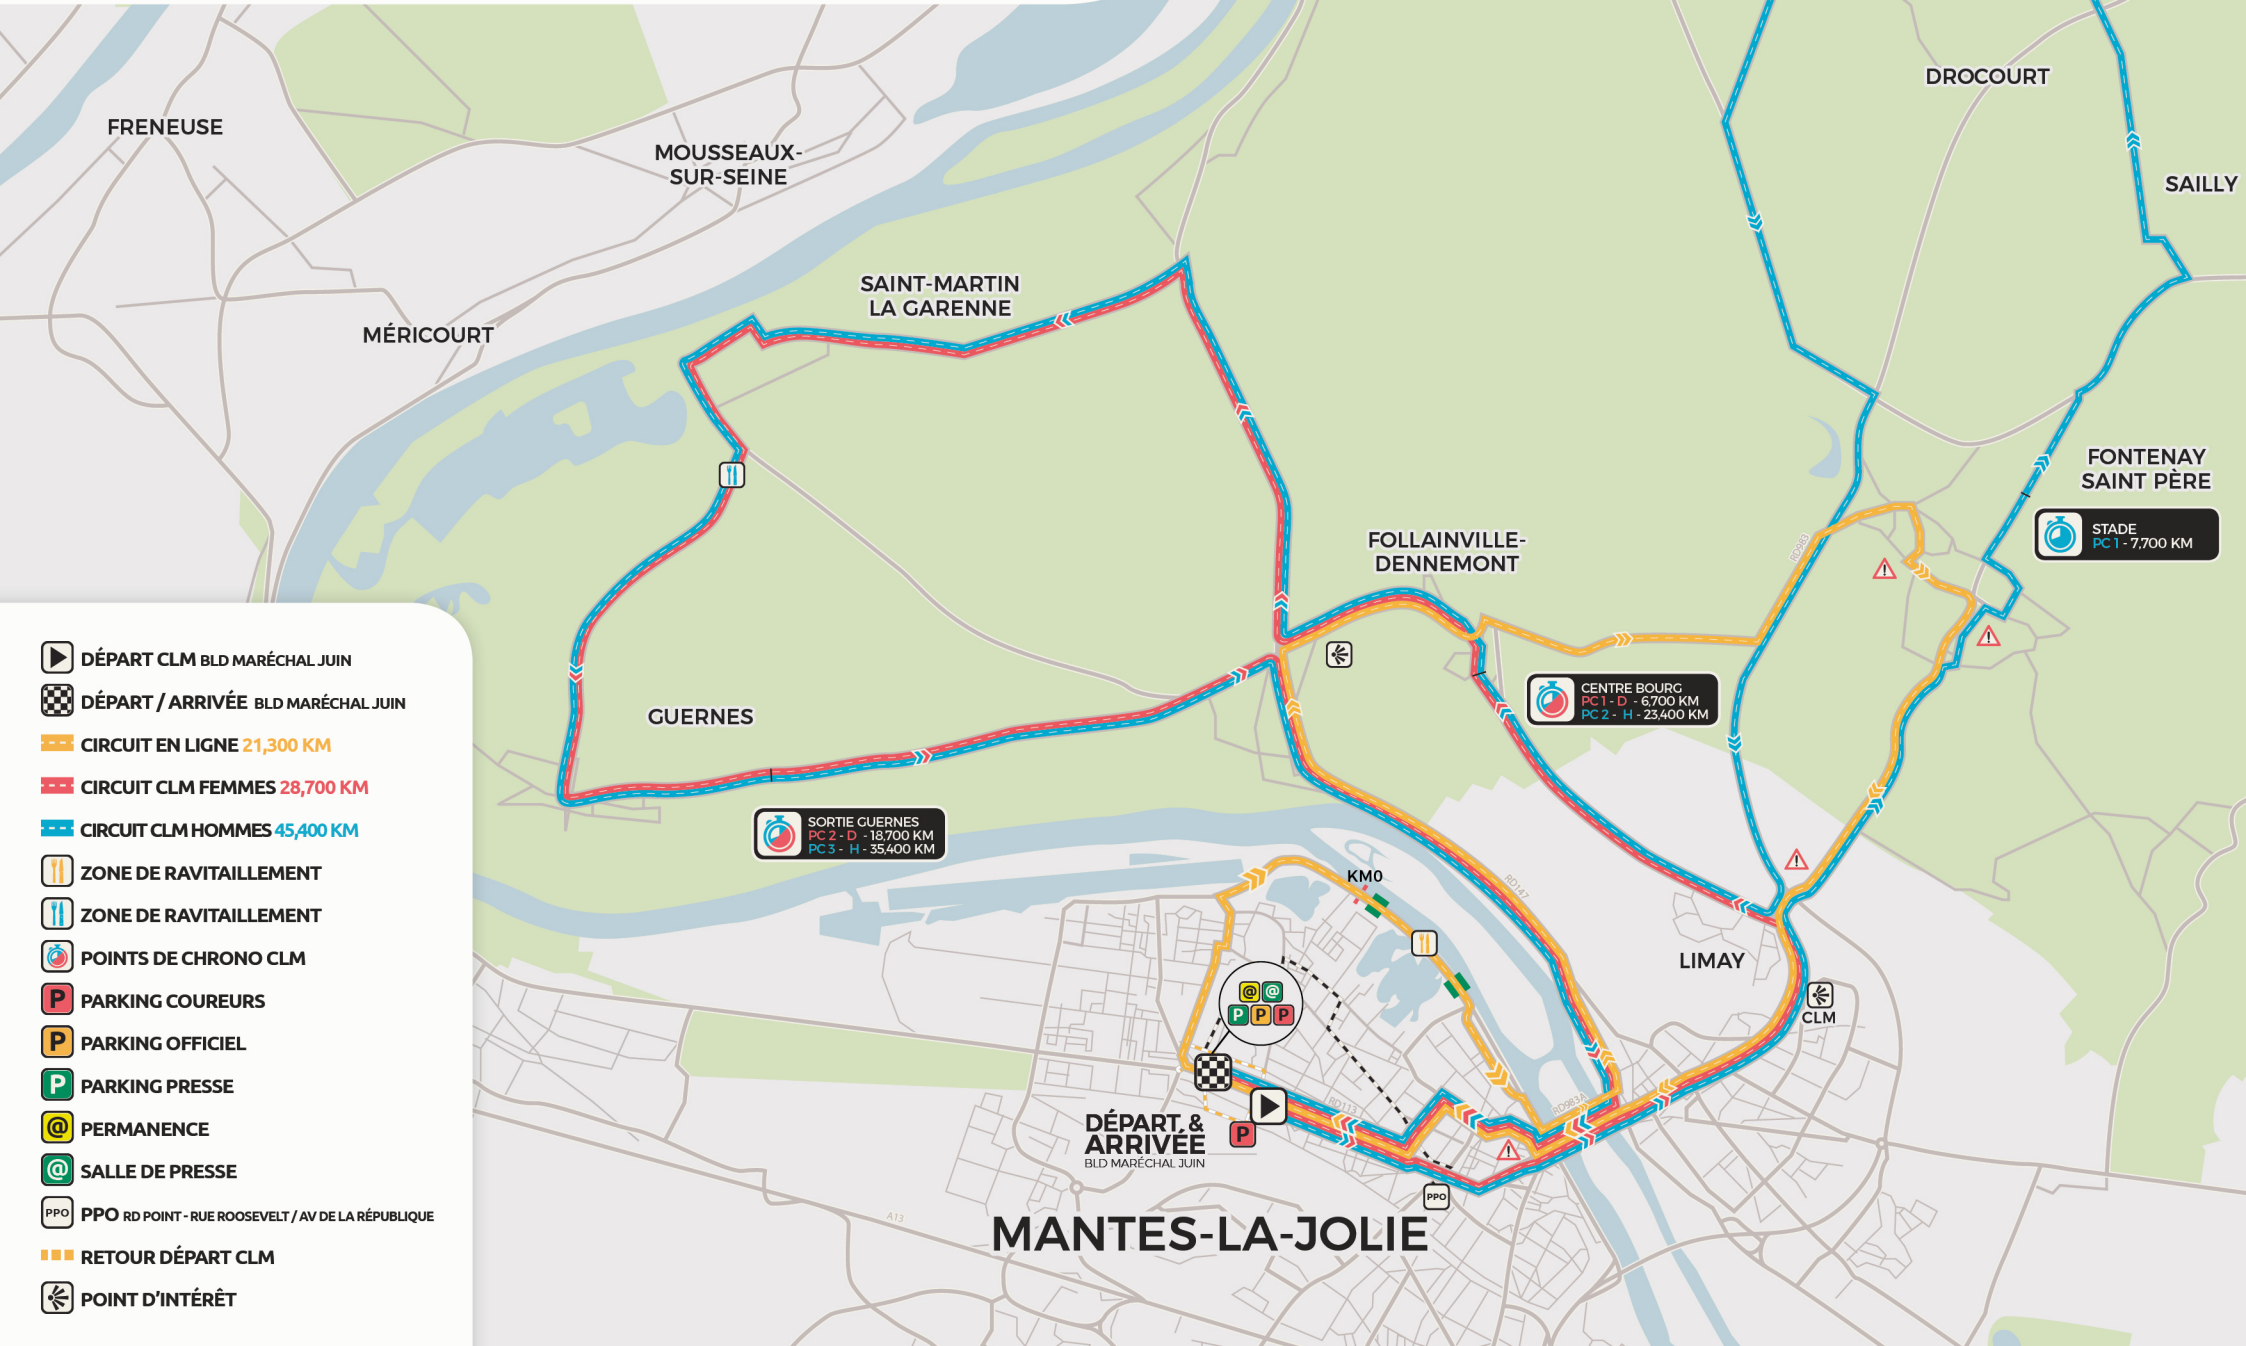 DROCOURT
FRENEUSE
MOUSSEAUX-
SUR-SEINE
SAILLY
SAINT-MARTIN
LA GARENNE
MÉRICOURT
FONTENAY
SAINT PÈRE
STADE
PC 1 - 7,700 KM
FOLLAINVILLE-
DENNEMONT
RD983
CENTRE BOURG
PC 1 - D - 6,700 KM
PC 2 - H - 23,400 KM
GUERNES
SORTIE GUERNES
PC 2 - D - 18,700 KM
PC 3 - H - 35,400 KM
KM0
RD147
LIMAY
CLM
@ @
P P P
RD113
RD983A
DÉPART &
ARRIVÉE
BLD MARÉCHAL JUIN
P
PPO
A13
MANTES-LA-JOLIE
DÉPART CLM BLD MARÉCHAL JUIN
DÉPART / ARRIVÉE BLD MARÉCHAL JUIN
CIRCUIT EN LIGNE 21,300 KM
CIRCUIT CLM FEMMES 28,700 KM
CIRCUIT CLM HOMMES 45,400 KM
ZONE DE RAVITAILLEMENT
ZONE DE RAVITAILLEMENT
POINTS DE CHRONO CLM
P PARKING COUREURS
P PARKING OFFICIEL
P PARKING PRESSE
@ PERMANENCE
@ SALLE DE PRESSE
PPO PPO RD POINT - RUE ROOSEVELT / AV DE LA RÉPUBLIQUE
RETOUR DÉPART CLM
POINT D'INTÉRÊT